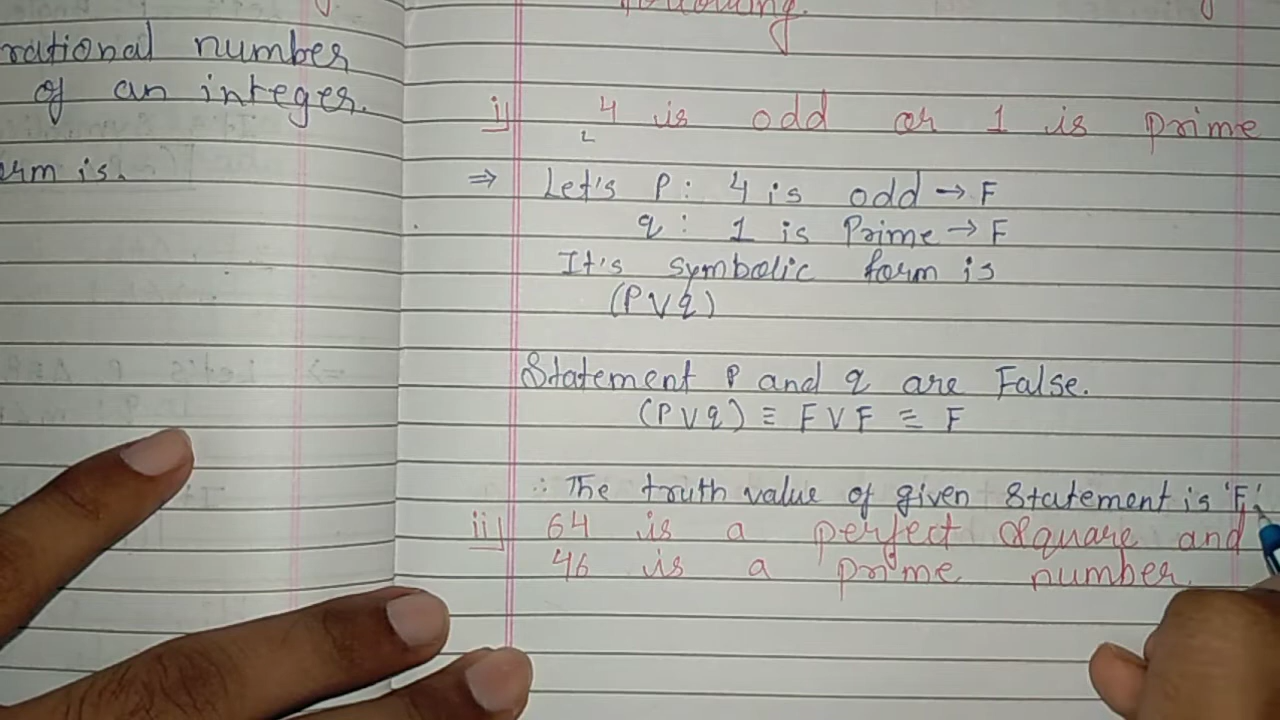 following.
rational number
of an integer.
erm is.
i) 4 is odd or 1 is prime
⇒ Let's P: 4 is odd → F
q: 1 is Prime → F
It's symbolic form is
(P∨q)
Statement P and q are False.
(P∨q) ≡ F∨F ≡ F
∴ The truth value of given Statement is 'F'.
ii) 64 is a perfect square and
46 is a prime number.